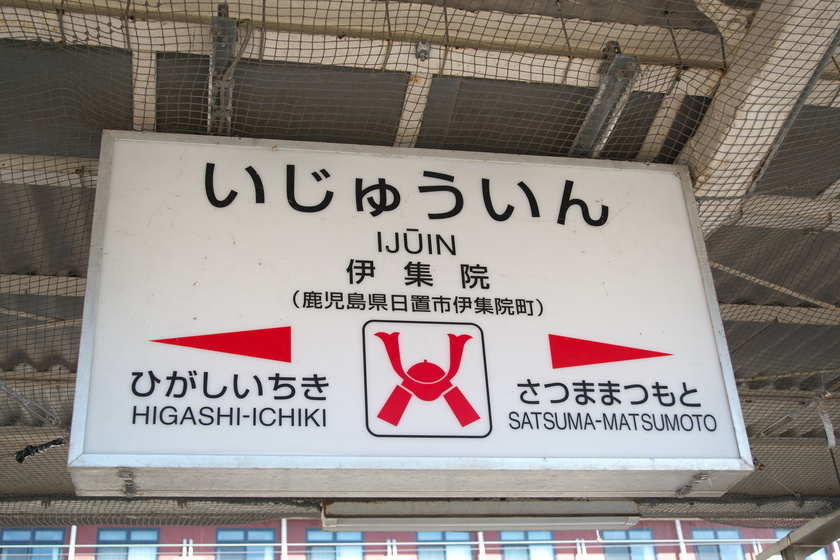 いじゅういん
IJŪIN
伊集院
(鹿児島県日置市伊集院町)
ひがしいちき
HIGASHI-ICHIKI
さつままつもと
SATSUMA-MATSUMOTO